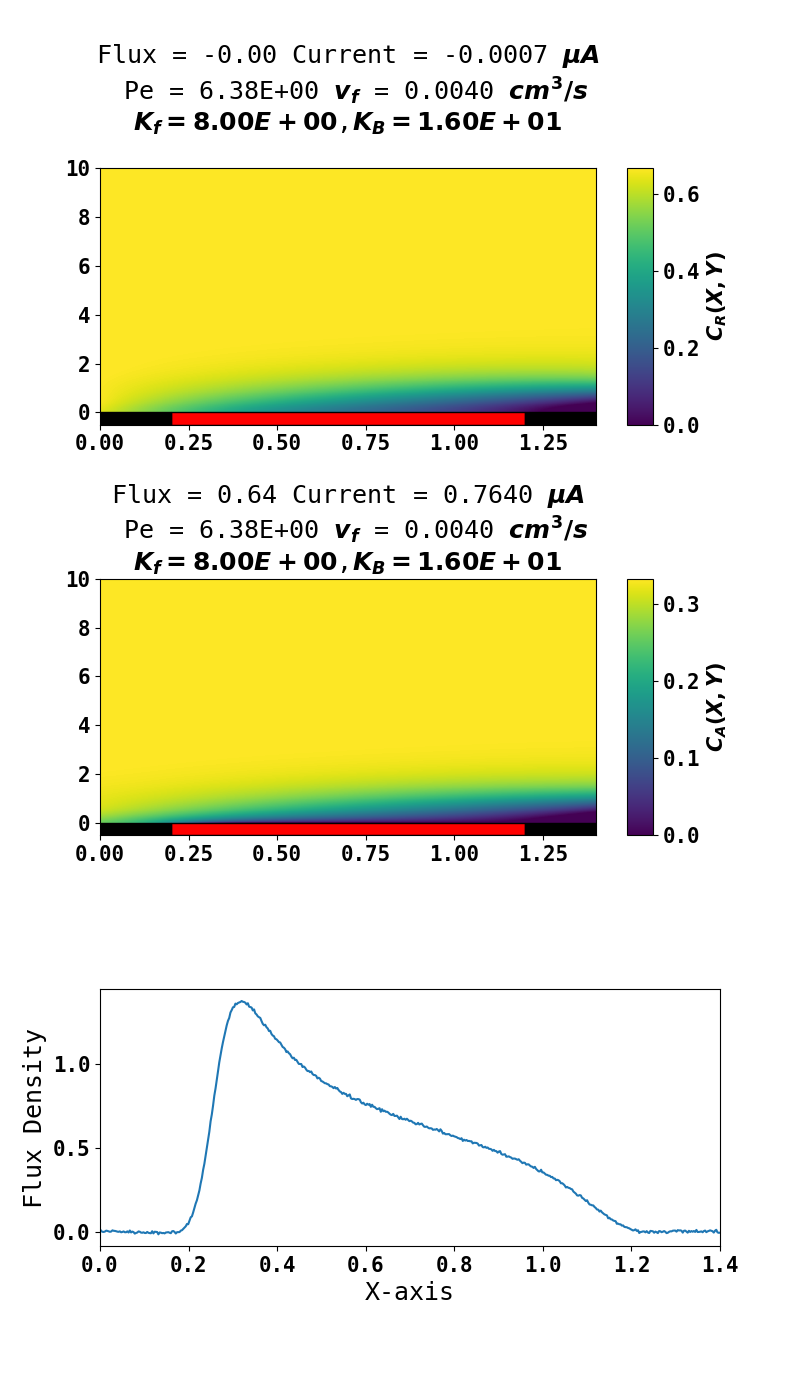 Flux = -0.00 Current = -0.0007 μA
Pe = 6.38E+00 v_f = 0.0040 cm³/s
K_f = 8.00E + 00, K_B = 1.60E + 01
10
8
6
4
2
0
0.00 0.25 0.50 0.75 1.00 1.25
0.6
0.4
0.2
0.0
C_R(X, Y)
Flux = 0.64 Current = 0.7640 μA
Pe = 6.38E+00 v_f = 0.0040 cm³/s
K_f = 8.00E + 00, K_B = 1.60E + 01
10
8
6
4
2
0
0.00 0.25 0.50 0.75 1.00 1.25
0.3
0.2
0.1
0.0
C_A(X, Y)
Flux Density
1.0
0.5
0.0
0.0 0.2 0.4 0.6 0.8 1.0 1.2 1.4
X-axis